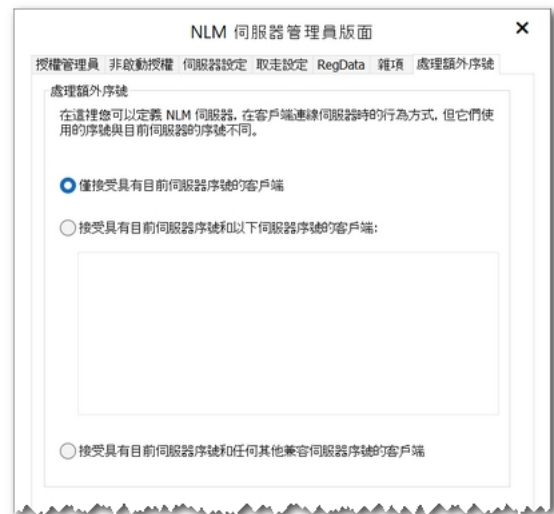 NLM 伺服器管理員版面
授權管理員 非啟動授權 伺服器設定 取走設定 RegData 雜項 處理額外序號
處理額外序號
在這裡您可以定義 NLM 伺服器, 在客戶端連線伺服器時的行為方式, 但它們使
用的序號與目前伺服器的序號不同。
僅接受具有目前伺服器序號的客戶端
接受具有目前伺服器序號和以下伺服器序號的客戶端:
接受具有目前伺服器序號和任何其他兼容伺服器序號的客戶端